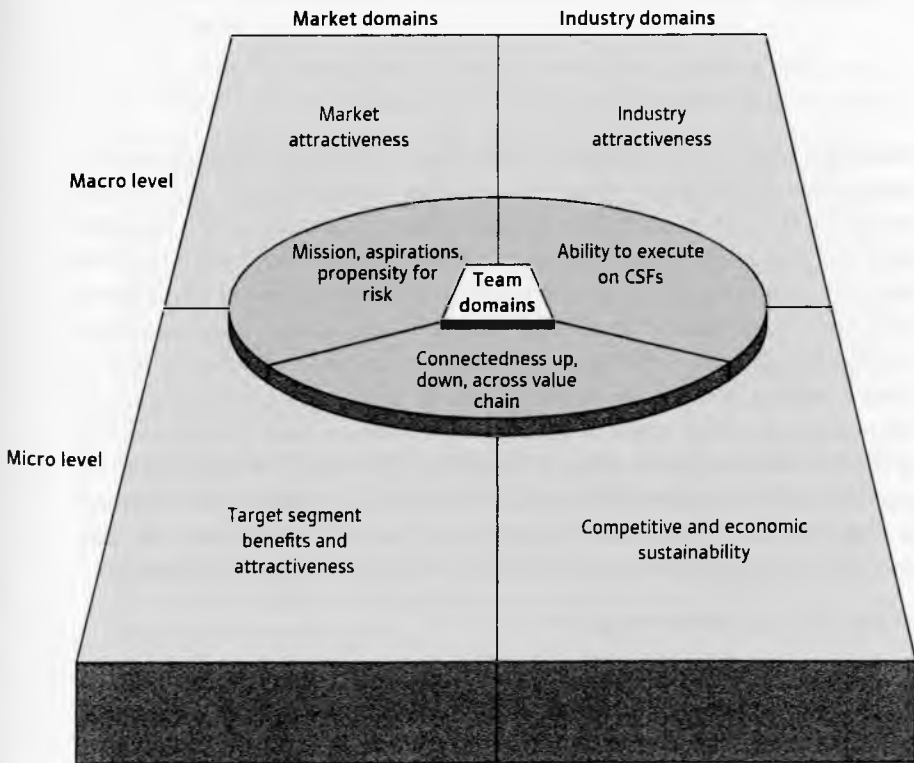 Market domains
Industry domains
Market
attractiveness
Industry
attractiveness
Macro level
Mission, aspirations,
propensity for
risk
Ability to execute
on CSFs
Team
domains
Connectedness up,
down, across value
chain
Micro level
Target segment
benefits and
attractiveness
Competitive and economic
sustainability